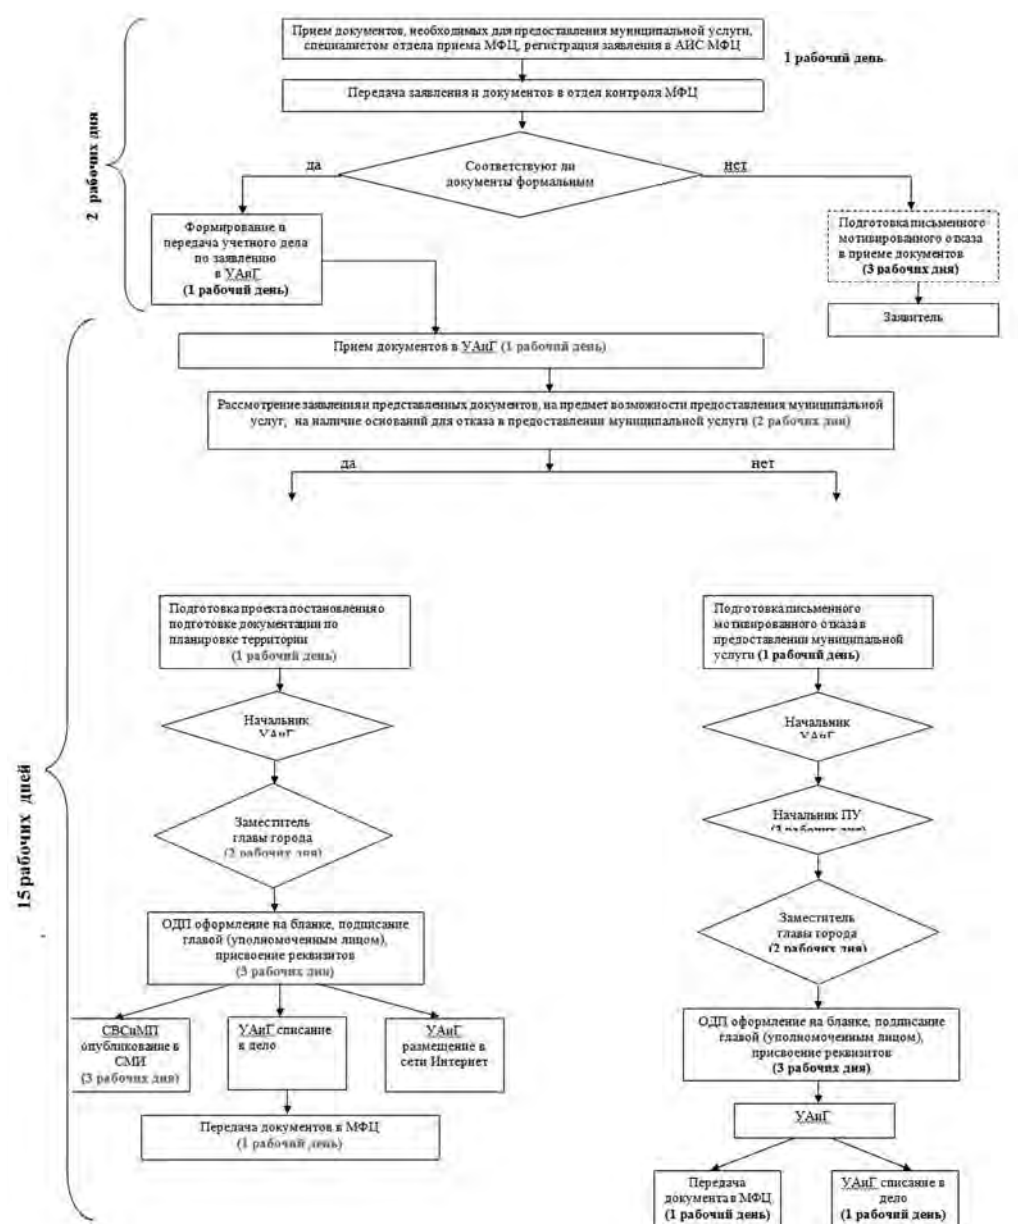 Прием документов, необходимых для предоставления муниципальной услуги,
специалистом отдела приема МФЦ, регистрация заявления в АИС МФЦ
1 рабочий день
Передача заявления и документов в отдел контроля МФЦ
2 рабочих дня
да
Соответствуют ли
документы формальным
нет
Формирование и
передача учетного дела
по заявлению
в УАиГ
(1 рабочий день)
Подготовка письменного
мотивированного отказа
в приеме документов
(3 рабочих дня)
Заявитель
Прием документов в УАиГ (1 рабочий день)
Рассмотрение заявления и представленных документов, на предмет возможности предоставления муниципальной
услуг, на наличие оснований для отказа в предоставлении муниципальной услуги (2 рабочих дня)
да
нет
15 рабочих дней
Подготовка проекта постановления о
подготовке документации по
планировке территории
(1 рабочий день)
Начальник
УАиГ
Заместитель
главы города
(2 рабочих дня)
ОДП оформление на бланке, подписание
главой (уполномоченным лицом),
присвоение реквизитов
(3 рабочих дня)
СВСиМП
опубликование в
СМИ
(3 рабочих дня)
УАиГ списание
в дело
УАиГ
размещение в
сети Интернет
Передача документов в МФЦ
(1 рабочий день)
Подготовка письменного
мотивированного отказа в
предоставлении муниципальной
услуги (1 рабочий день)
Начальник
УАиГ
Начальник ПУ
рабочих дня)
Заместитель
главы города
(2 рабочих дня)
ОДП оформление на бланке, подписание
главой (уполномоченным лицом),
присвоение реквизитов
(3 рабочих дня)
УАиГ
Передача
документа в МФЦ
(1 рабочий день)
УАиГ списание в
дело
(1 рабочий день)